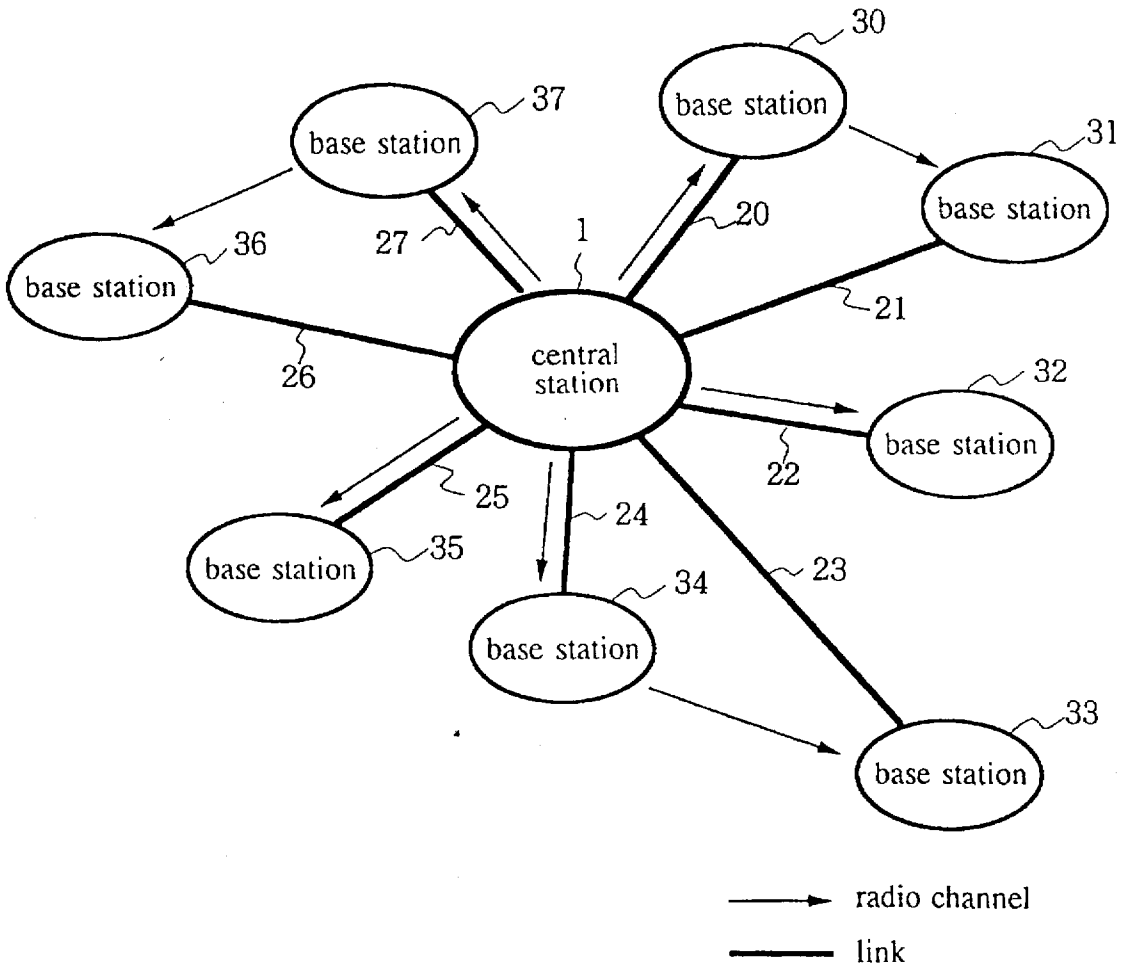 30
base station
37
base station
31
base station
20
36
base station
27
1
21
26
central
station
32
base station
22
25
24
35
base station
23
34
base station
33
base station
radio channel
link